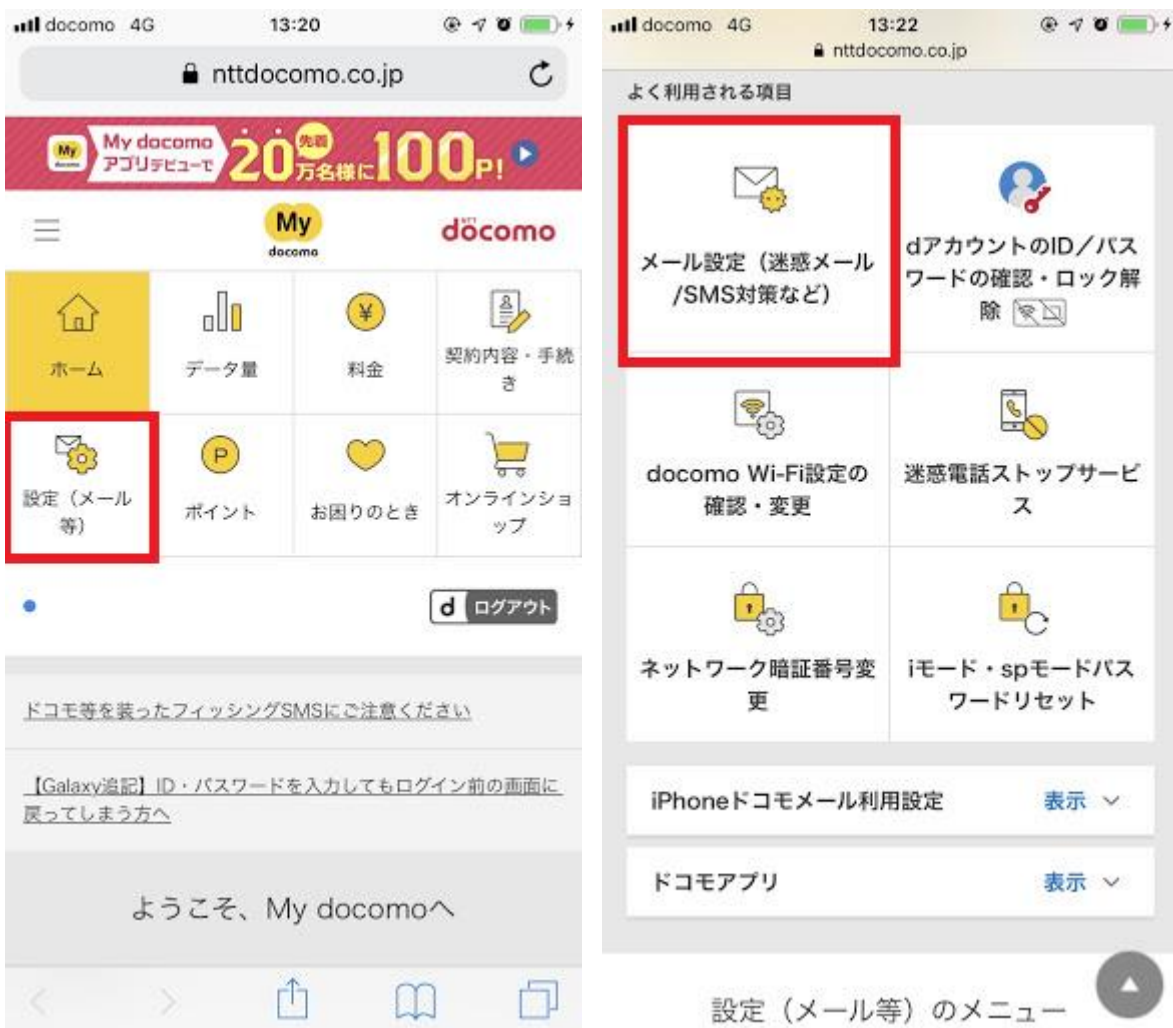 docomo 4G 13:20
nttdocomo.co.jp
My docomo
My docomo
アプリデビューで
20万名様に100P!
先着
My
docomo
NTT
docomo
ホーム
データ量
¥
料金
契約内容・手続
き
設定（メール
等）
P
ポイント
お困りのとき
オンラインショ
ップ
d ログアウト
ドコモ等を装ったフィッシングSMSにご注意ください
【Galaxy追記】ID・パスワードを入力してもログイン前の画面に
戻ってしまう方へ
ようこそ、My docomoへ
docomo 4G 13:22
nttdocomo.co.jp
よく利用される項目
メール設定（迷惑メール
/SMS対策など）
dアカウントのID／パス
ワードの確認・ロック解
除
docomo Wi-Fi設定の
確認・変更
迷惑電話ストップサービ
ス
ネットワーク暗証番号変
更
iモード・spモードパス
ワードリセット
iPhoneドコモメール利用設定 表示
ドコモアプリ 表示
設定（メール等）のメニュー